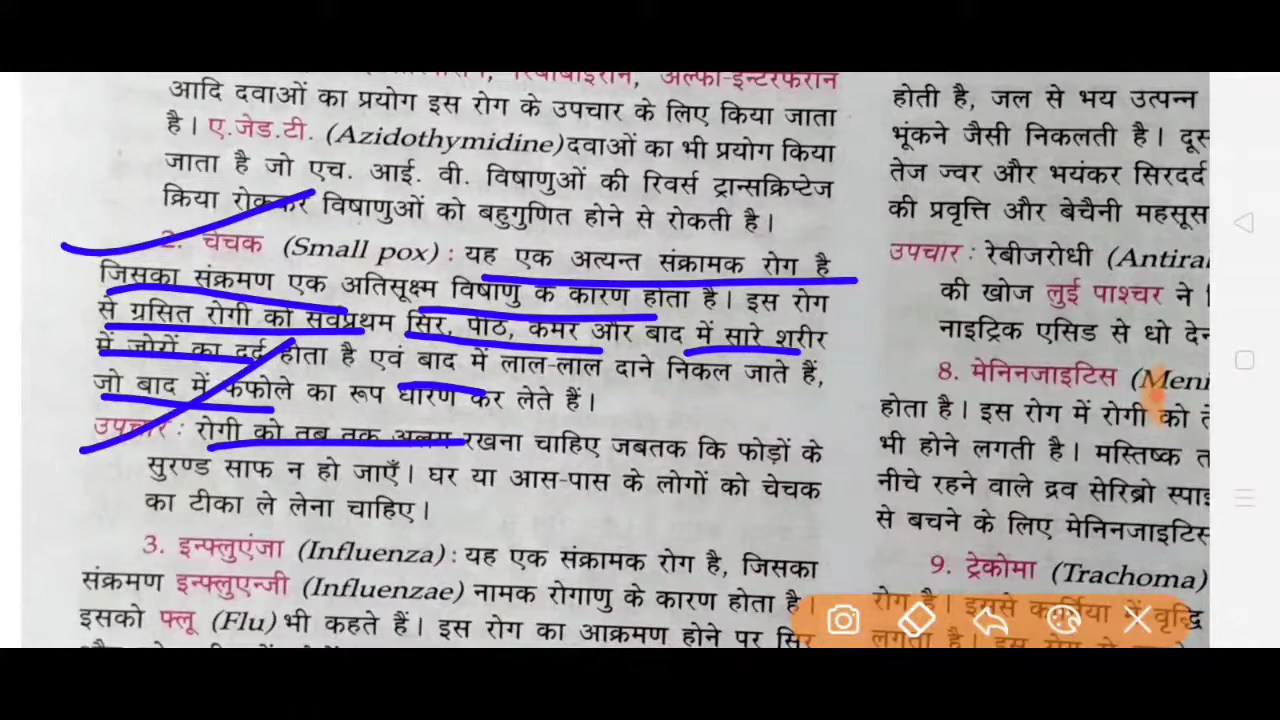 आदि दवाओं का प्रयोग इस रोग के उपचार के लिए किया जाता
है। ए.जेड.टी. (Azidothymidine)दवाओं का भी प्रयोग किया
जाता है जो एच. आई. वी. विषाणुओं की रिवर्स ट्रान्सक्रिप्टेज
क्रिया रोककर विषाणुओं को बहुगुणित होने से रोकती है।
2. चेचक (Small pox) : यह एक अत्यन्त संक्रामक रोग है
जिसका संक्रमण एक अतिसूक्ष्म विषाणु के कारण होता है। इस रोग
से ग्रसित रोगी को सर्वप्रथम सिर, पीठ, कमर और बाद में सारे शरीर
में जोरों का दर्द होता है एवं बाद में लाल-लाल दाने निकल जाते हैं,
जो बाद में फफोले का रूप धारण कर लेते हैं।
उपचार : रोगी को तब तक अलग रखना चाहिए जबतक कि फोड़ों के
सुरण्ड साफ न हो जाएँ। घर या आस-पास के लोगों को चेचक
का टीका ले लेना चाहिए।
3. इन्फ्लुएंजा (Influenza) : यह एक संक्रामक रोग है, जिसका
संक्रमण इन्फ्लुएन्जी (Influenzae) नामक रोगाणु के कारण होता है।
इसको फ्लू (Flu) भी कहते हैं। इस रोग का आक्रमण होने पर सिर
होती है, जल से भय उत्पन्न
भूंकने जैसी निकलती है। दूस
तेज ज्वर और भयंकर सिरदर्द
की प्रवृत्ति और बेचैनी महसूस
उपचार : रेबीजरोधी (Antiral
की खोज लुई पाश्चर ने
नाइट्रिक एसिड से धो देन
8. मेनिनजाइटिस (Meni
होता है। इस रोग में रोगी को ते
भी होने लगती है। मस्तिष्क त
नीचे रहने वाले द्रव सेरिब्रो स्पाइ
से बचने के लिए मेनिनजाइटिस
9. ट्रेकोमा (Trachoma)
रोग है। इससे कार्निया में वृद्धि